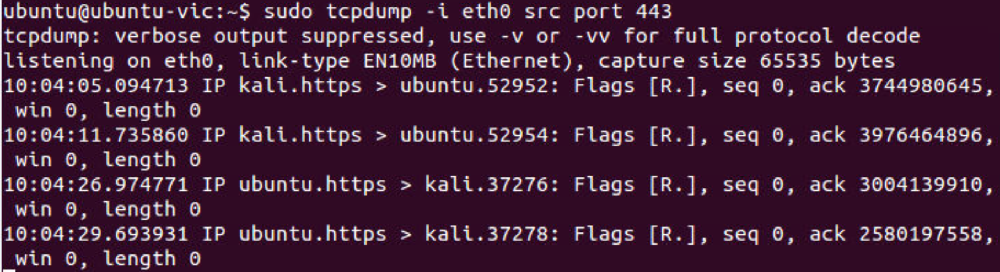 ubuntu@ubuntu-vic:~$ sudo tcpdump -i eth0 src port 443
tcpdump: verbose output suppressed, use -v or -vv for full protocol decode
listening on eth0, link-type EN10MB (Ethernet), capture size 65535 bytes
10:04:05.094713 IP kali.https > ubuntu.52952: Flags [R.], seq 0, ack 3744980645,
 win 0, length 0
10:04:11.735860 IP kali.https > ubuntu.52954: Flags [R.], seq 0, ack 3976464896,
 win 0, length 0
10:04:26.974771 IP ubuntu.https > kali.37276: Flags [R.], seq 0, ack 3004139910,
 win 0, length 0
10:04:29.693931 IP ubuntu.https > kali.37278: Flags [R.], seq 0, ack 2580197558,
 win 0, length 0